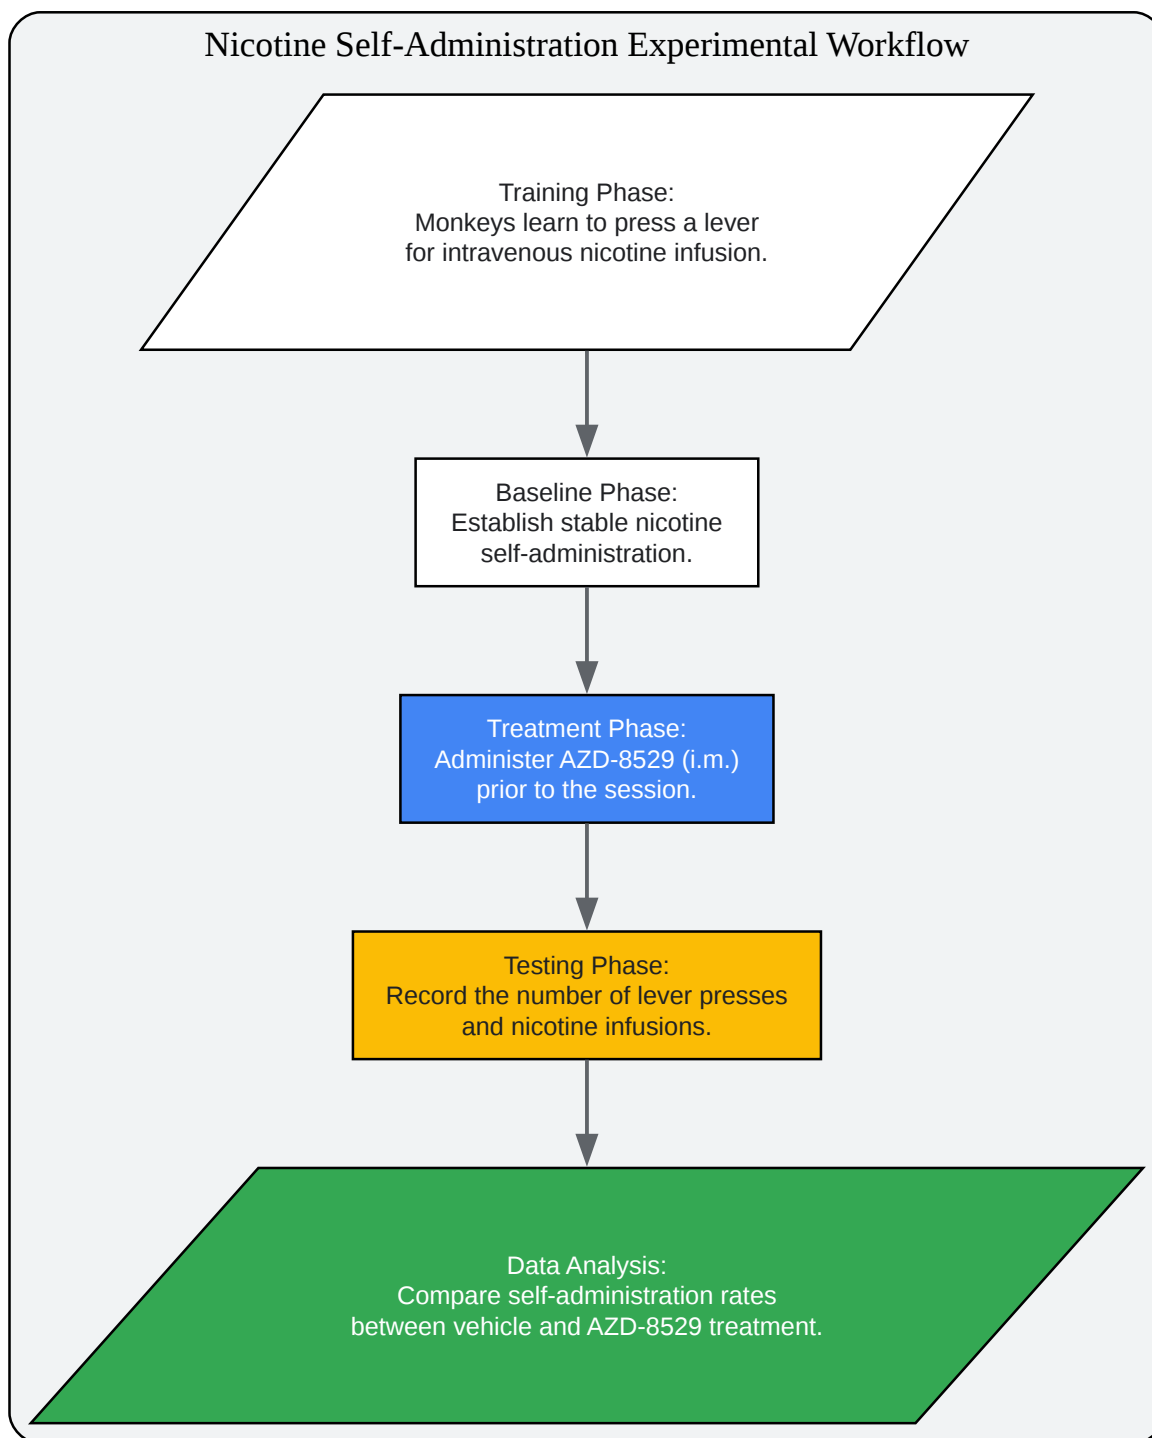 Nicotine Self-Administration Experimental Workflow
Training Phase:
Monkeys learn to press a lever
for intravenous nicotine infusion.
Baseline Phase:
Establish stable nicotine
self-administration.
Treatment Phase:
Administer AZD-8529 (i.m.)
prior to the session.
Testing Phase:
Record the number of lever presses
and nicotine infusions.
Data Analysis:
Compare self-administration rates
between vehicle and AZD-8529 treatment.